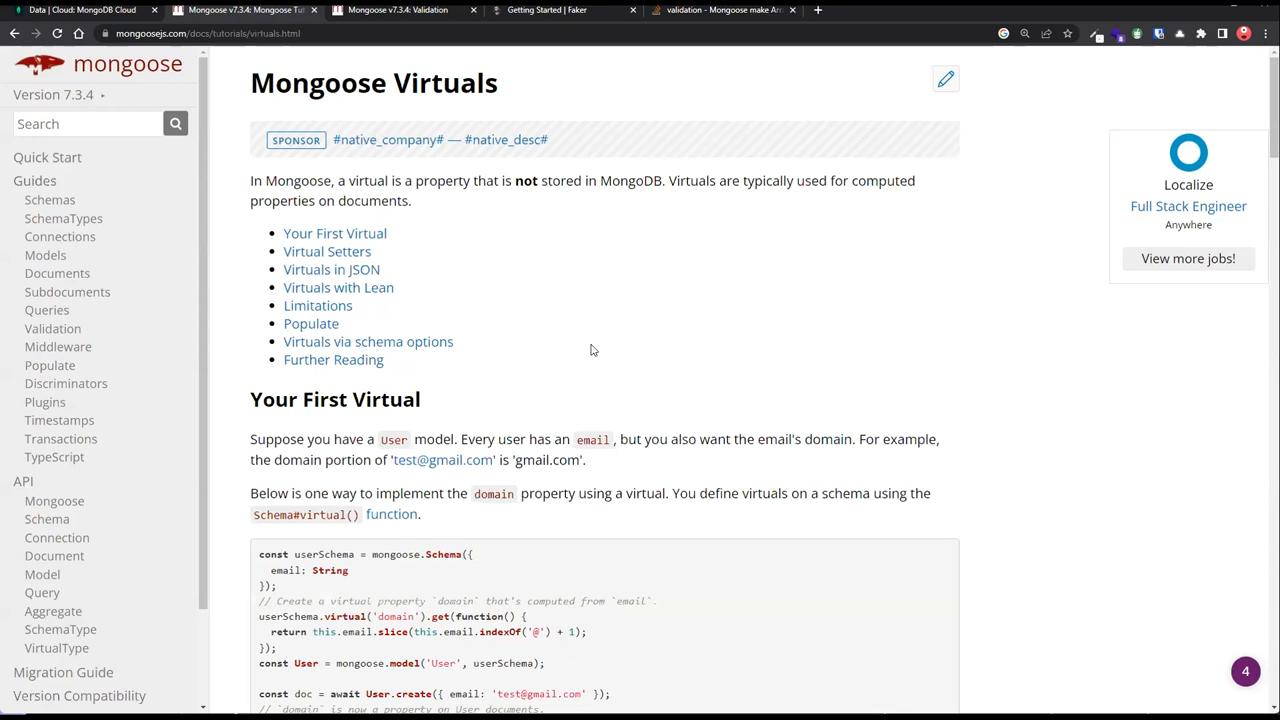 Data | Cloud: MongoDB Cloud
Mongoose v7.3.4: Mongoose Tu
Mongoose v7.3.4: Validation
Getting Started | Faker
validation - Mongoose make Arr
mongoosejs.com/docs/tutorials/virtuals.html
mongoose
Version 7.3.4
Search
Quick Start
Guides
Schemas
SchemaTypes
Connections
Models
Documents
Subdocuments
Queries
Validation
Middleware
Populate
Discriminators
Plugins
Timestamps
Transactions
TypeScript
API
Mongoose
Schema
Connection
Document
Model
Query
Aggregate
SchemaType
VirtualType
Migration Guide
Version Compatibility
Mongoose Virtuals
SPONSOR #native_company# — #native_desc#
In Mongoose, a virtual is a property that is not stored in MongoDB. Virtuals are typically used for computed
properties on documents.
Your First Virtual
Virtual Setters
Virtuals in JSON
Virtuals with Lean
Limitations
Populate
Virtuals via schema options
Further Reading
Your First Virtual
Suppose you have a User model. Every user has an email, but you also want the email's domain. For example,
the domain portion of 'test@gmail.com' is 'gmail.com'.
Below is one way to implement the domain property using a virtual. You define virtuals on a schema using the
Schema#virtual() function.
const userSchema = mongoose.Schema({
email: String
});
// Create a virtual property `domain` that's computed from `email`.
userSchema.virtual('domain').get(function() {
return this.email.slice(this.email.indexOf('@') + 1);
});
const User = mongoose.model('User', userSchema);
const doc = await User.create({ email: 'test@gmail.com' });
// `domain` is now a property on User documents.
Localize
Full Stack Engineer
Anywhere
View more jobs!
4